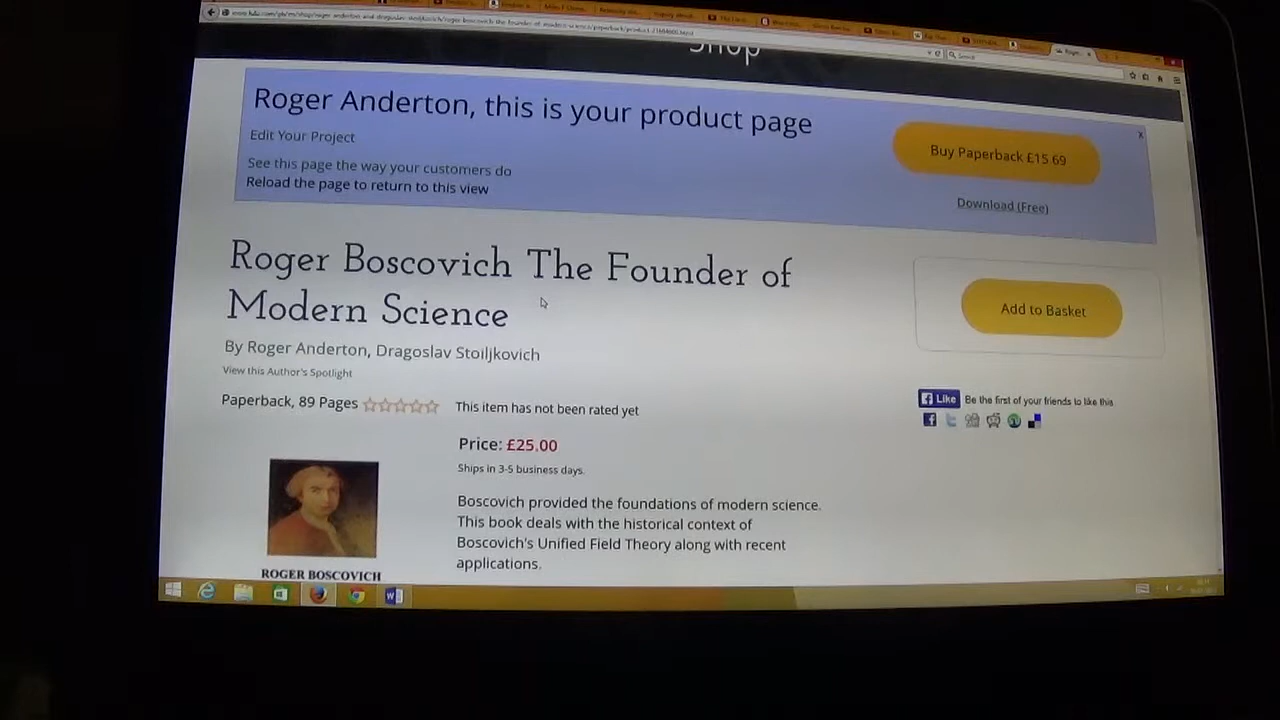 Shop
Roger Anderton, this is your product page
x
Edit Your Project
See this page the way your customers do
Reload the page to return to this view
Buy Paperback £15.69
Download (Free)
Roger Boscovich The Founder of
Modern Science
Add to Basket
By Roger Anderton, Dragoslav Stoiljkovich
View this Author's Spotlight
Paperback, 89 Pages
This item has not been rated yet
Like
Be the first of your friends to like this
Price: £25.00
Ships in 3-5 business days.
Boscovich provided the foundations of modern science.
This book deals with the historical context of
Boscovich's Unified Field Theory along with recent
applications.
ROGER BOSCOVICH